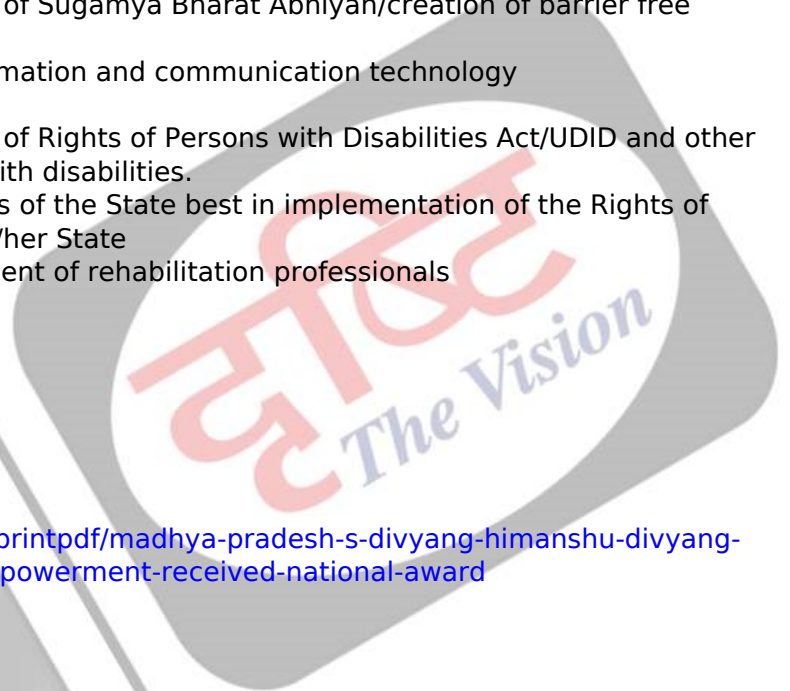 of Sugamya Bharat Abhiyan/creation of barrier free
mation and communication technology
of Rights of Persons with Disabilities Act/UDID and other
ith disabilities.
s of the State best in implementation of the Rights of
/her State
ent of rehabilitation professionals
दृष्टि
The Vision
printpdf/madhya-pradesh-s-divyang-himanshu-divyang-
powerment-received-national-award